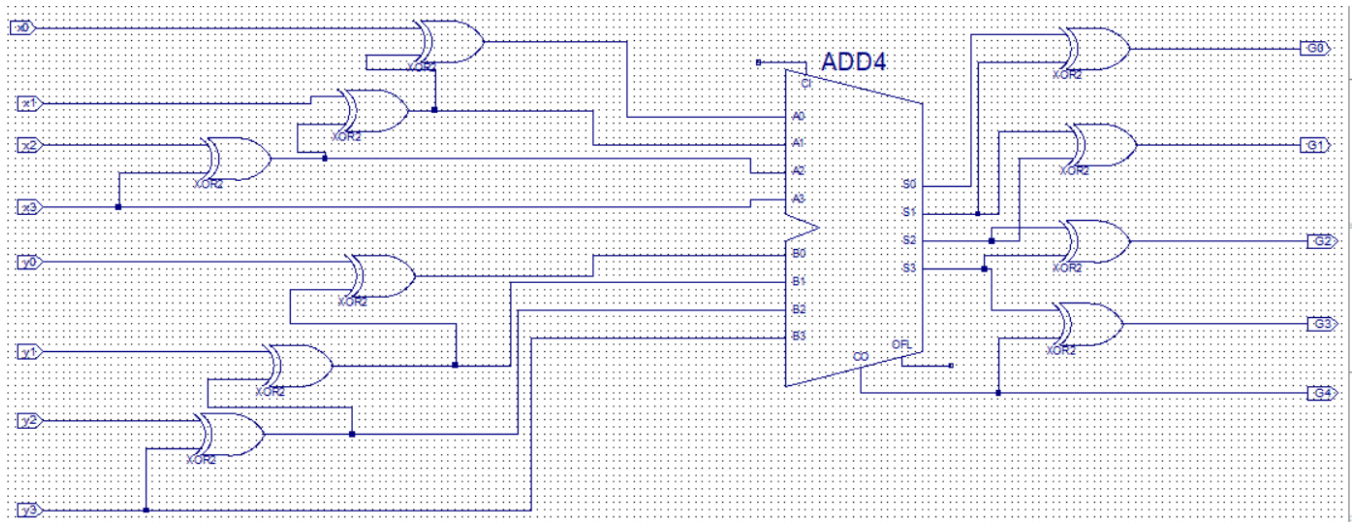 x0
XOR2
x1
XOR2
x2
XOR2
x3
y0
XOR2
y1
XOR2
y2
XOR2
y3
ADD4
CI
A0
A1
A2
A3
B0
B1
B2
B3
S0
S1
S2
S3
CO
OFL
XOR2
G0
XOR2
G1
XOR2
G2
XOR2
G3
G4